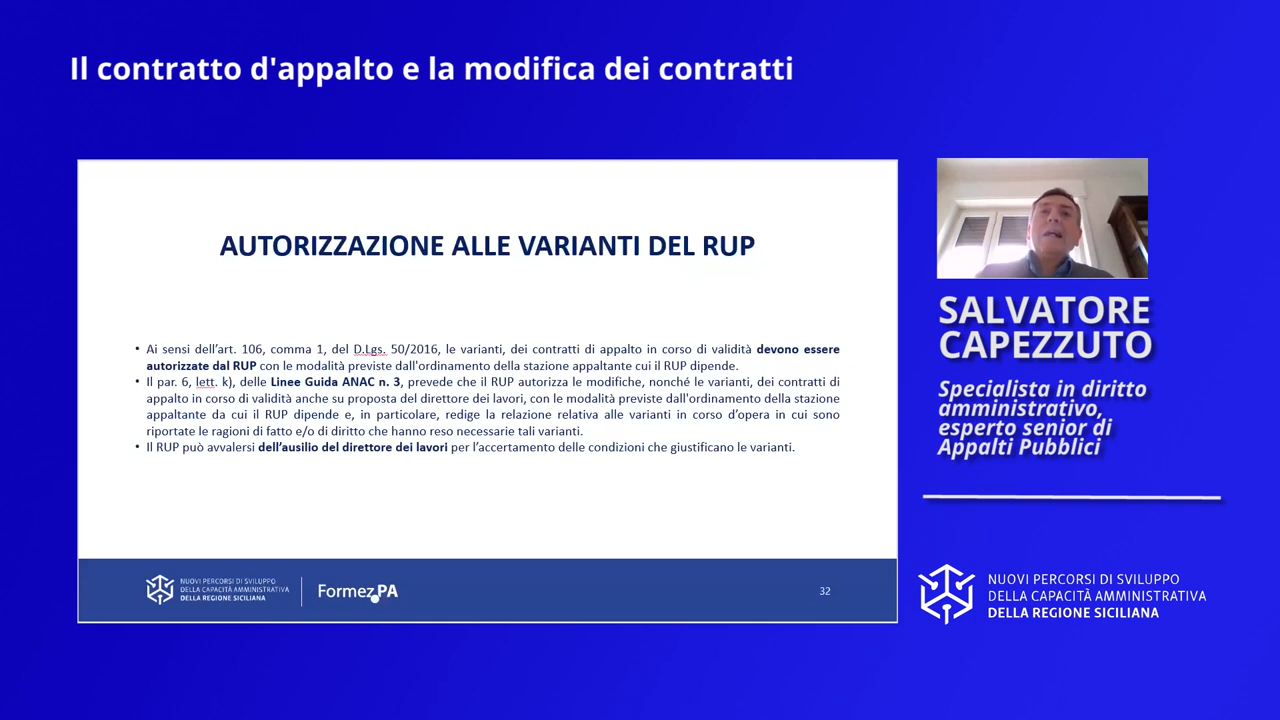 Il contratto d'appalto e la modifica dei contratti
AUTORIZZAZIONE ALLE VARIANTI DEL RUP
• Ai sensi dell'art. 106, comma 1, del D.Lgs. 50/2016, le varianti, dei contratti di appalto in corso di validità devono essere
autorizzate dal RUP con le modalità previste dall'ordinamento della stazione appaltante cui il RUP dipende.
• Il par. 6, lett. k), delle Linee Guida ANAC n. 3, prevede che il RUP autorizza le modifiche, nonché le varianti, dei contratti di
appalto in corso di validità anche su proposta del direttore dei lavori, con le modalità previste dall'ordinamento della stazione
appaltante da cui il RUP dipende e, in particolare, redige la relazione relativa alle varianti in corso d'opera in cui sono
riportate le ragioni di fatto e/o di diritto che hanno reso necessarie tali varianti.
• Il RUP può avvalersi dell'ausilio del direttore dei lavori per l'accertamento delle condizioni che giustificano le varianti.
NUOVI PERCORSI DI SVILUPPO
DELLA CAPACITÀ AMMINISTRATIVA
DELLA REGIONE SICILIANA
Formez PA
32
SALVATORE
CAPEZZUTO
Specialista in diritto
amministrativo,
esperto senior di
Appalti Pubblici
NUOVI PERCORSI DI SVILUPPO
DELLA CAPACITÀ AMMINISTRATIVA
DELLA REGIONE SICILIANA